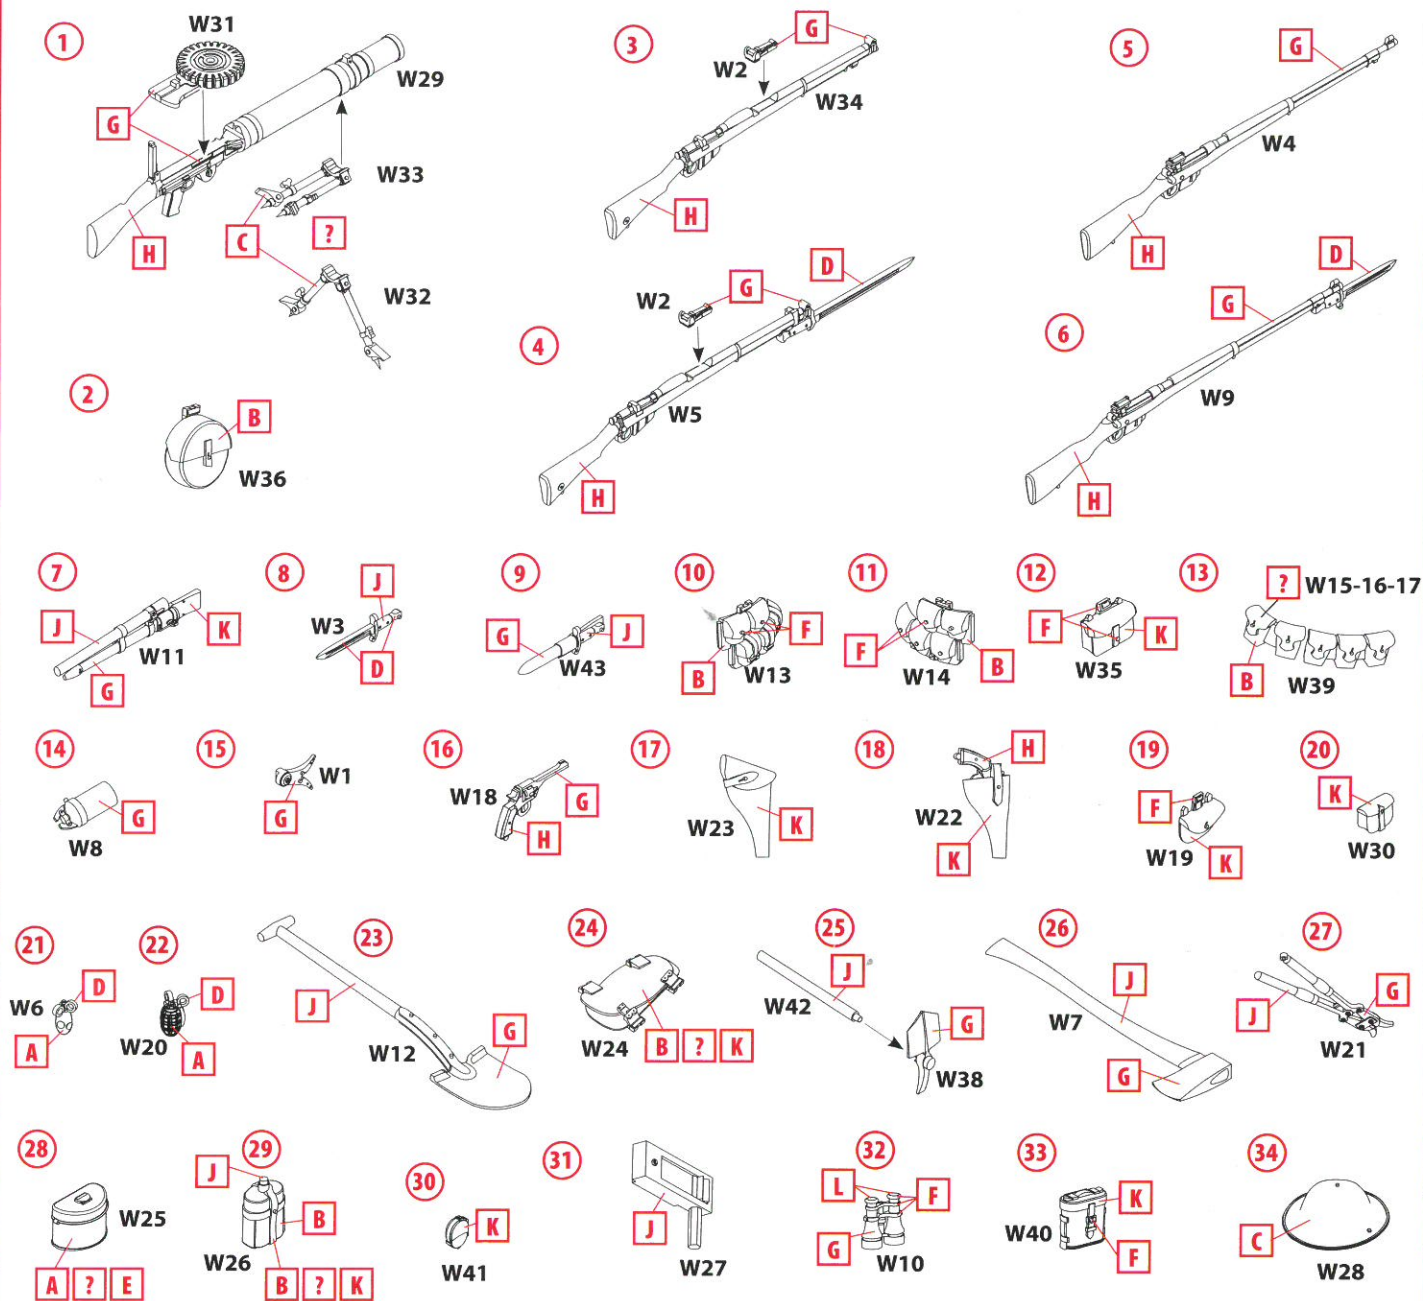 1
W31
W29
G
W33
C
?
H
W32
2
B
W36
3
G
W2
W34
H
4
W2
G
D
W5
H
5
G
W4
H
6
D
G
W9
H
7
J
K
W11
G
8
J
W3
D
9
G
J
W43
10
F
B
W13
11
F
B
W14
12
F
K
W35
13
? W15-16-17
B
W39
14
G
W8
15
W1
G
16
W18
G
H
17
W23
K
18
H
W22
K
19
F
W19
K
20
K
W30
21
W6
D
A
22
D
W20
A
23
J
G
W12
24
W24
B ? K
25
J
W42
G
W38
26
J
W7
G
27
G
J
W21
28
W25
A ? E
29
J
B
W26
B ? K
30
K
W41
31
J
W27
32
L
F
G
W10
33
K
W40
F
34
C
W28